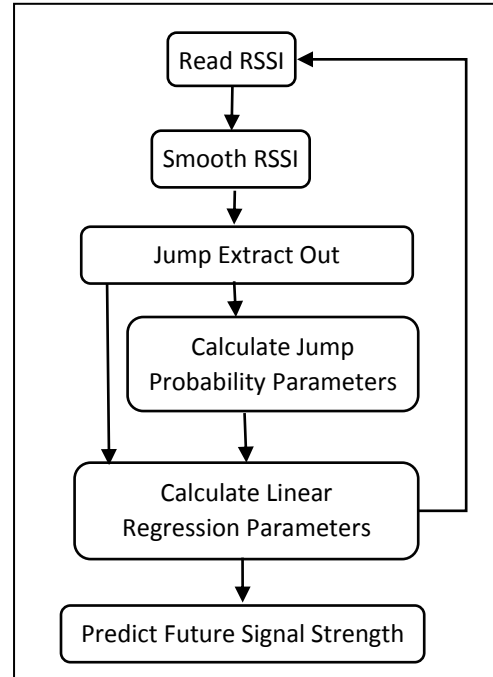 Read RSSI
Smooth RSSI
Jump Extract Out
Calculate Jump
Probability Parameters
Calculate Linear
Regression Parameters
Predict Future Signal Strength